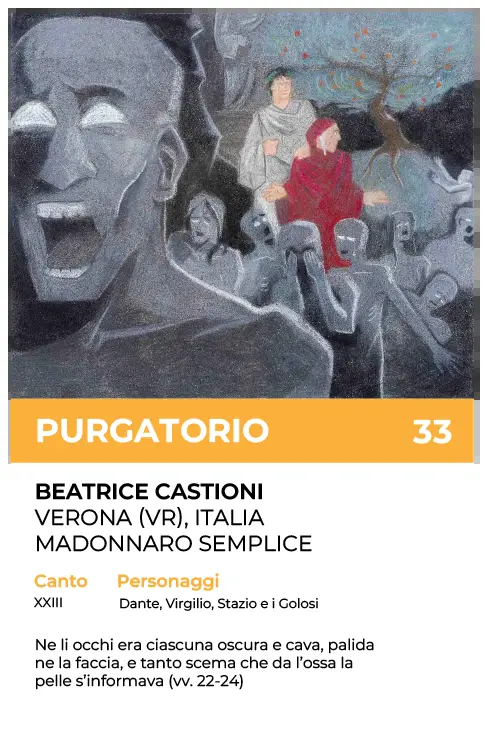 PURGATORIO 33
BEATRICE CASTIONI
VERONA (VR), ITALIA
MADONNARO SEMPLICE
Canto Personaggi
XXIII Dante, Virgilio, Stazio e i Golosi
Ne li occhi era ciascuna oscura e cava, palida
ne la faccia, e tanto scema che da l’ossa la
pelle s’informava (vv. 22-24)